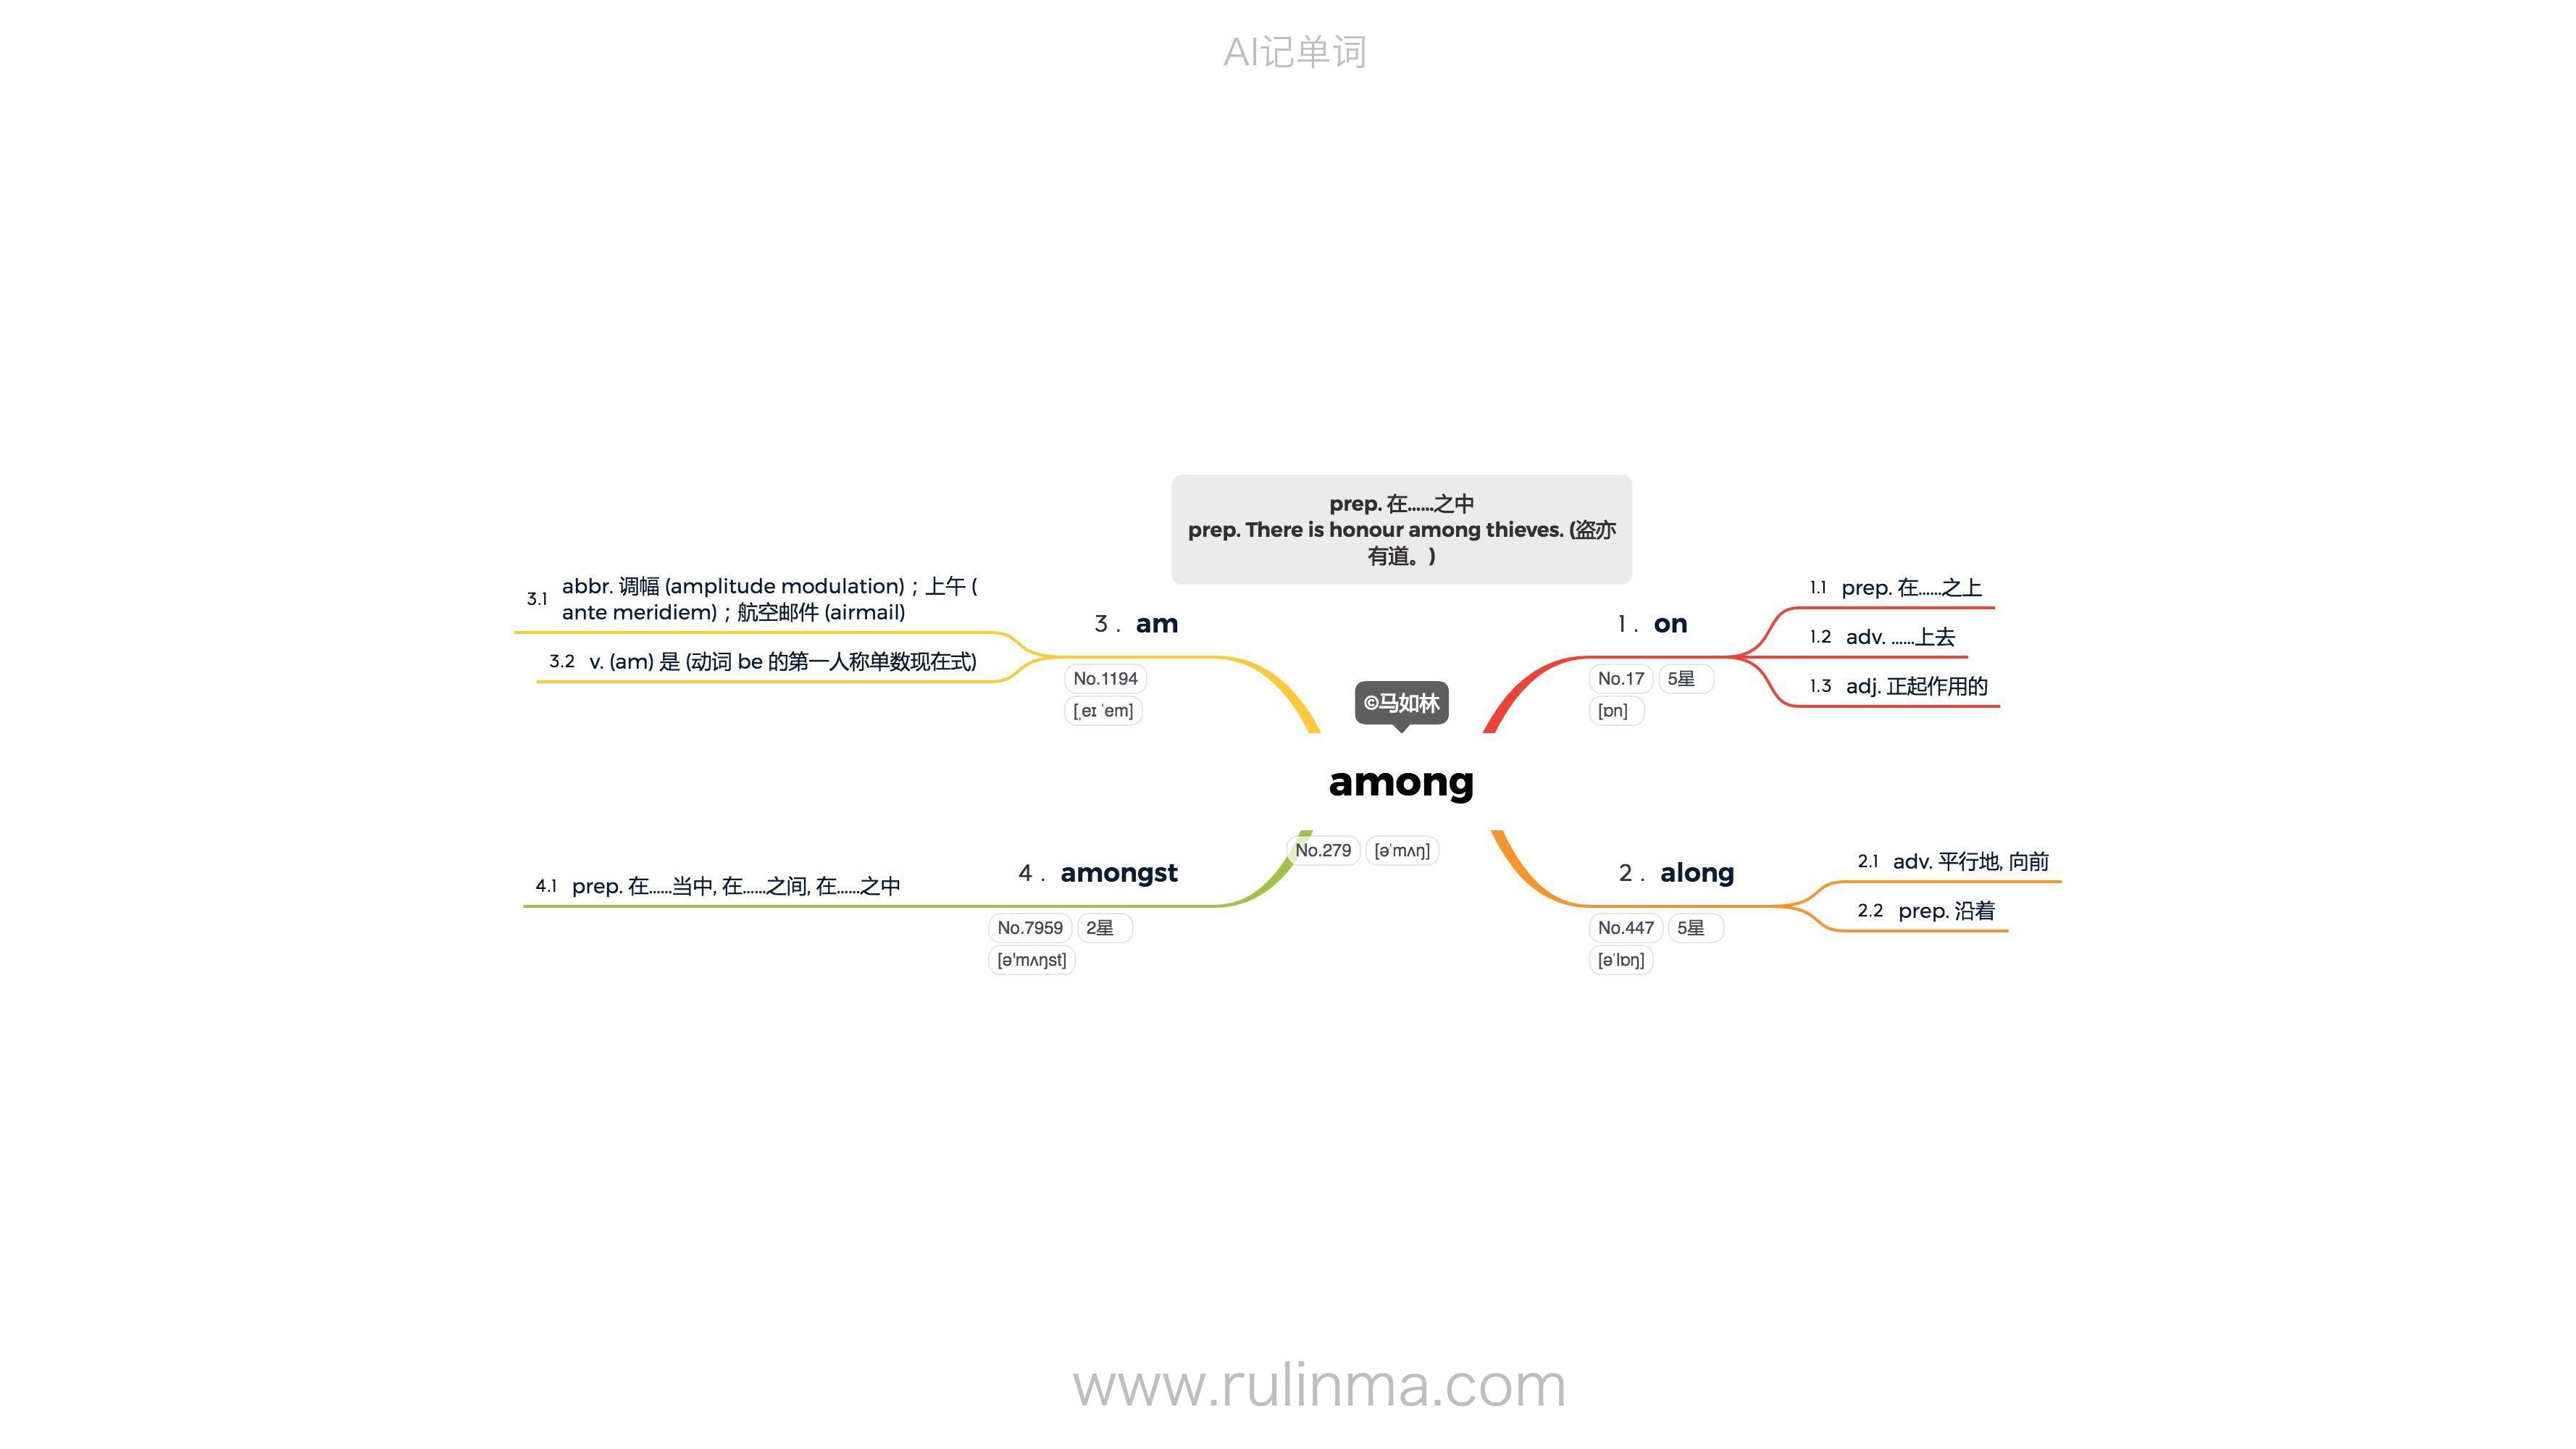 AI记单词
prep. 在……之中
prep. There is honour among thieves. (盗亦
有道。)
©马如林
among
No.279 [əˈmʌŋ]
1 . on
No.17 5星
[ɒn]
1.1 prep. 在……之上
1.2 adv. ……上去
1.3 adj. 正起作用的
2 . along
No.447 5星
[əˈlɒŋ]
2.1 adv. 平行地, 向前
2.2 prep. 沿着
3 . am
No.1194
[ˌeɪ ˈem]
3.1 abbr. 调幅 (amplitude modulation)；上午 (
ante meridiem)；航空邮件 (airmail)
3.2 v. (am) 是 (动词 be 的第一人称单数现在式)
4 . amongst
No.7959 2星
[ə'mʌŋst]
4.1 prep. 在……当中, 在……之间, 在……之中
www.rulinma.com